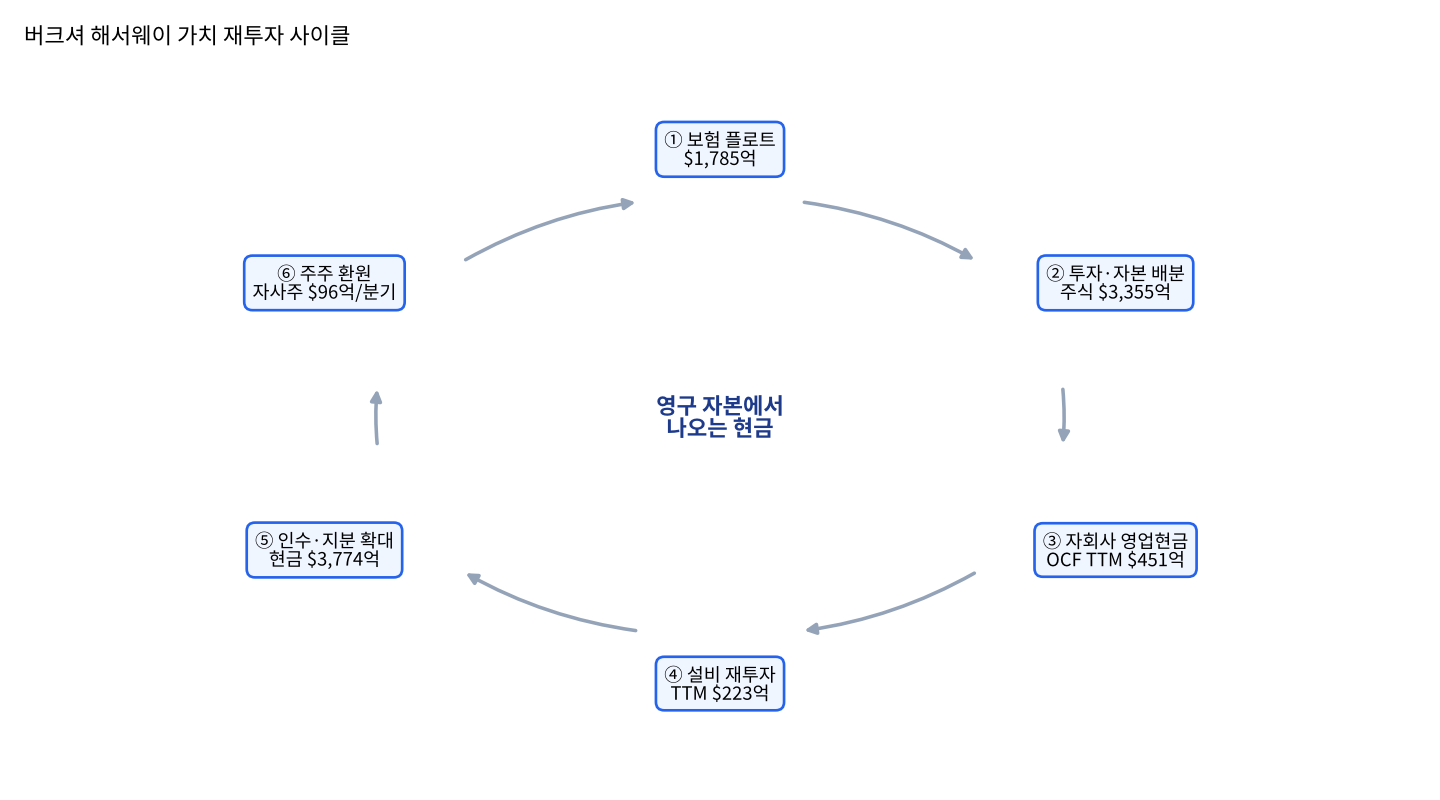 버크셔 해서웨이 가치 재투자 사이클
① 보험 플로트
$1,785억
② 투자·자본 배분
주식 $3,355억
③ 자회사 영업현금
OCF TTM $451억
④ 설비 재투자
TTM $223억
⑤ 인수·지분 확대
현금 $3,774억
⑥ 주주 환원
자사주 $96억/분기
영구 자본에서
나오는 현금